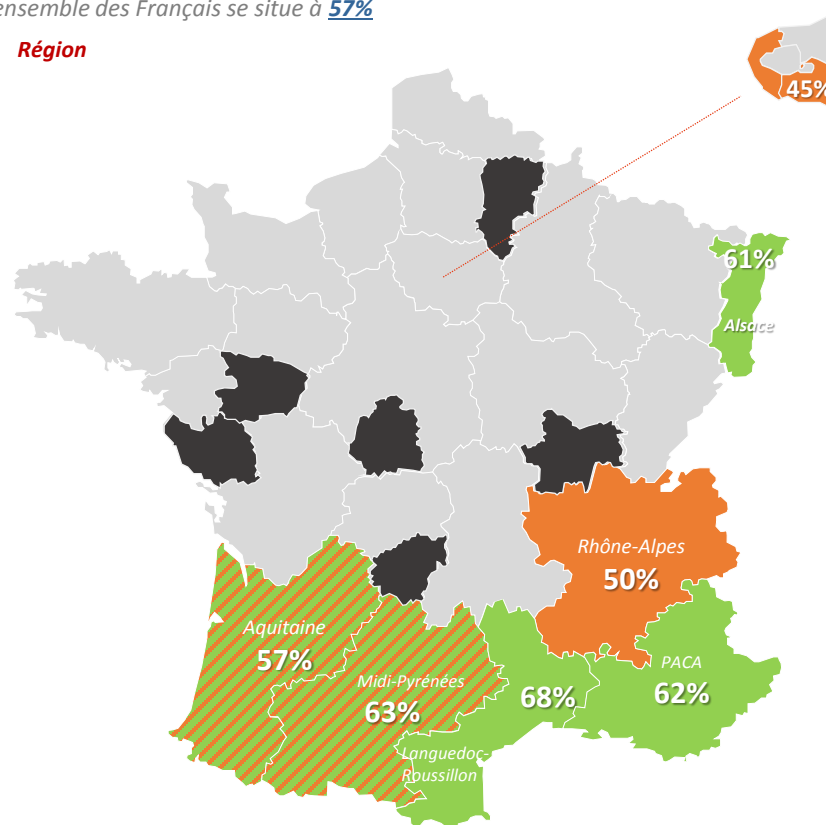 ensemble des Français se situe à 57%
Région
45%
61%
Alsace
Rhône-Alpes
50%
Aquitaine
57%
PACA
62%
Midi-Pyrénées
63%
68%
Languedoc-
Roussillon